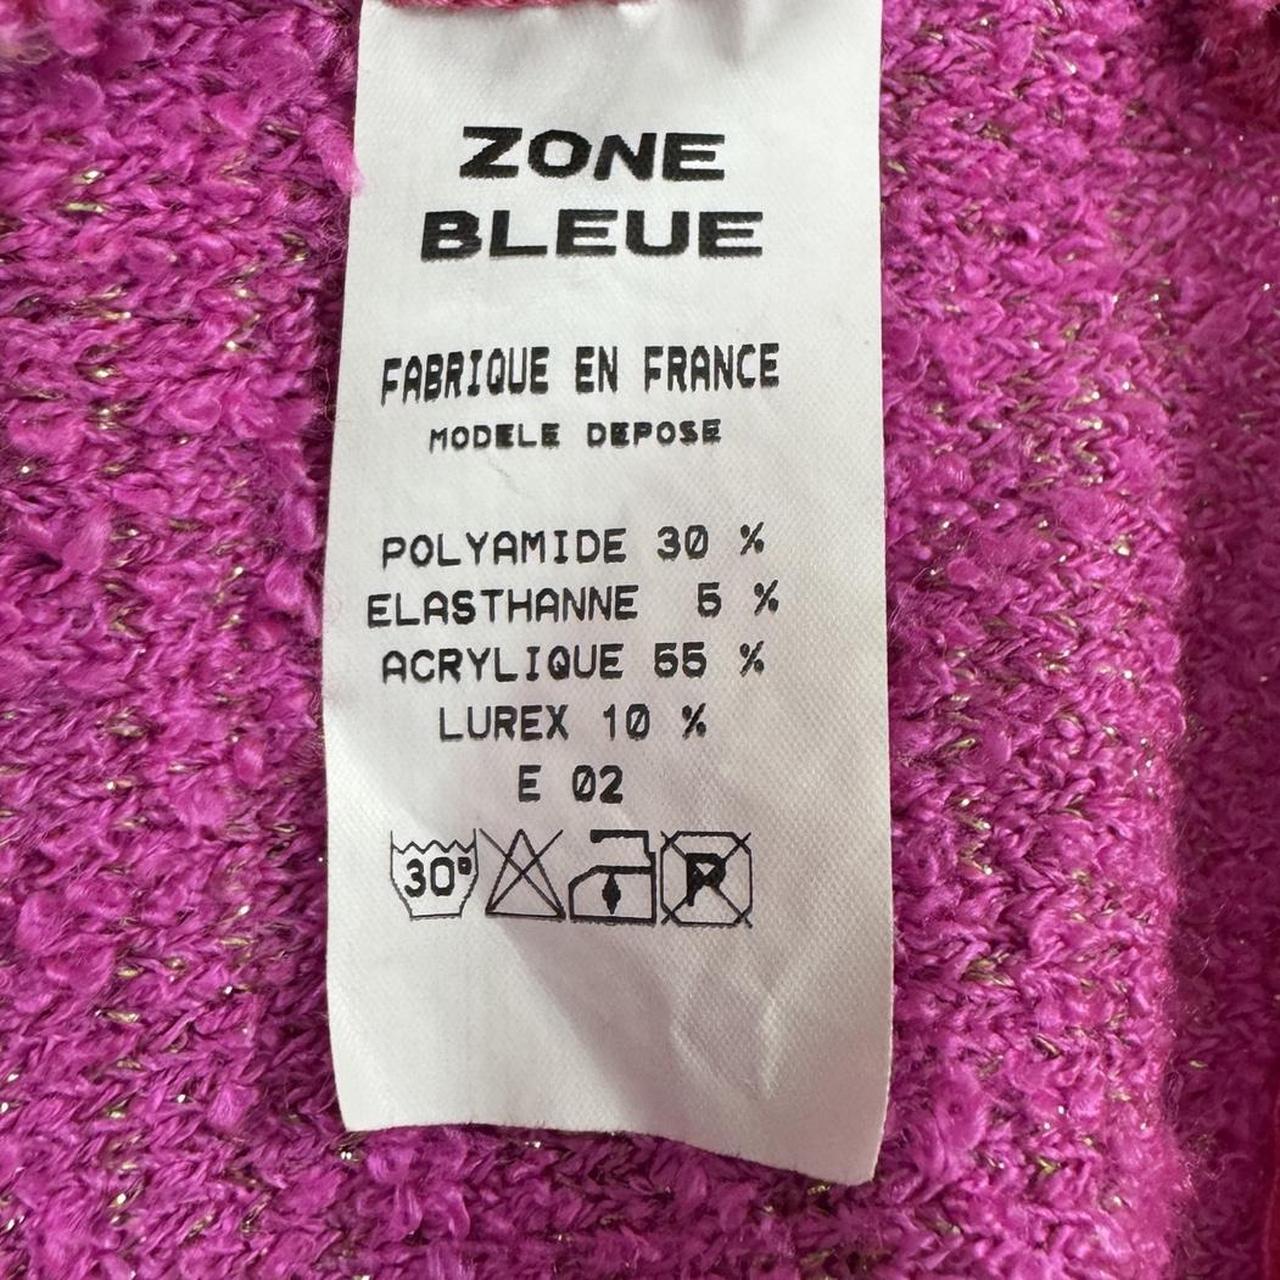 ZONE
BLEUE
FABRIQUE EN FRANCE
MODELE DEPOSE
POLYAMIDE 30 %
ELASTHANNE 5 %
ACRYLIQUE 55 %
LUREX 10 %
E 02
30° P